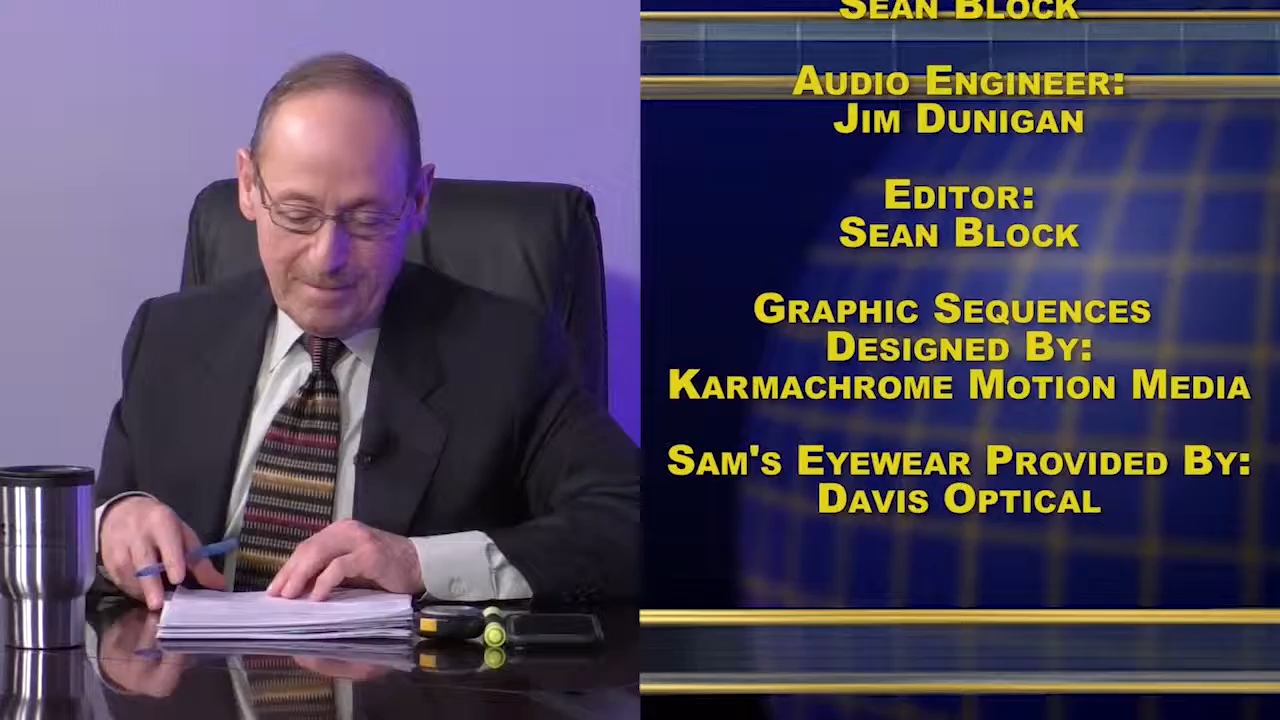 SEAN BLOCK
AUDIO ENGINEER:
JIM DUNIGAN
EDITOR:
SEAN BLOCK
GRAPHIC SEQUENCES
DESIGNED BY:
KARMACHROME MOTION MEDIA
SAM'S EYEWEAR PROVIDED BY:
DAVIS OPTICAL